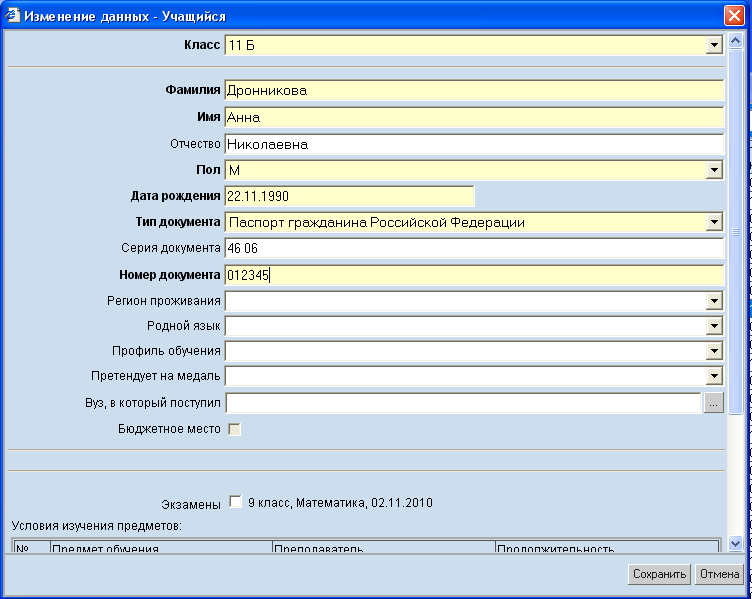 Изменение данных - Учащийся
Класс 11 Б
Фамилия Дронникова
Имя Анна
Отчество Николаевна
Пол М
Дата рождения 22.11.1990
Тип документа Паспорт гражданина Российской Федерации
Серия документа 46 06
Номер документа 012345
Регион проживания
Родной язык
Профиль обучения
Претендует на медаль
Вуз, в который поступил ...
Бюджетное место
Экзамены 9 класс, Математика, 02.11.2010
Условия изучения предметов:
№ Предмет обучения Преподаватель Продолжительность
Сохранить Отмена